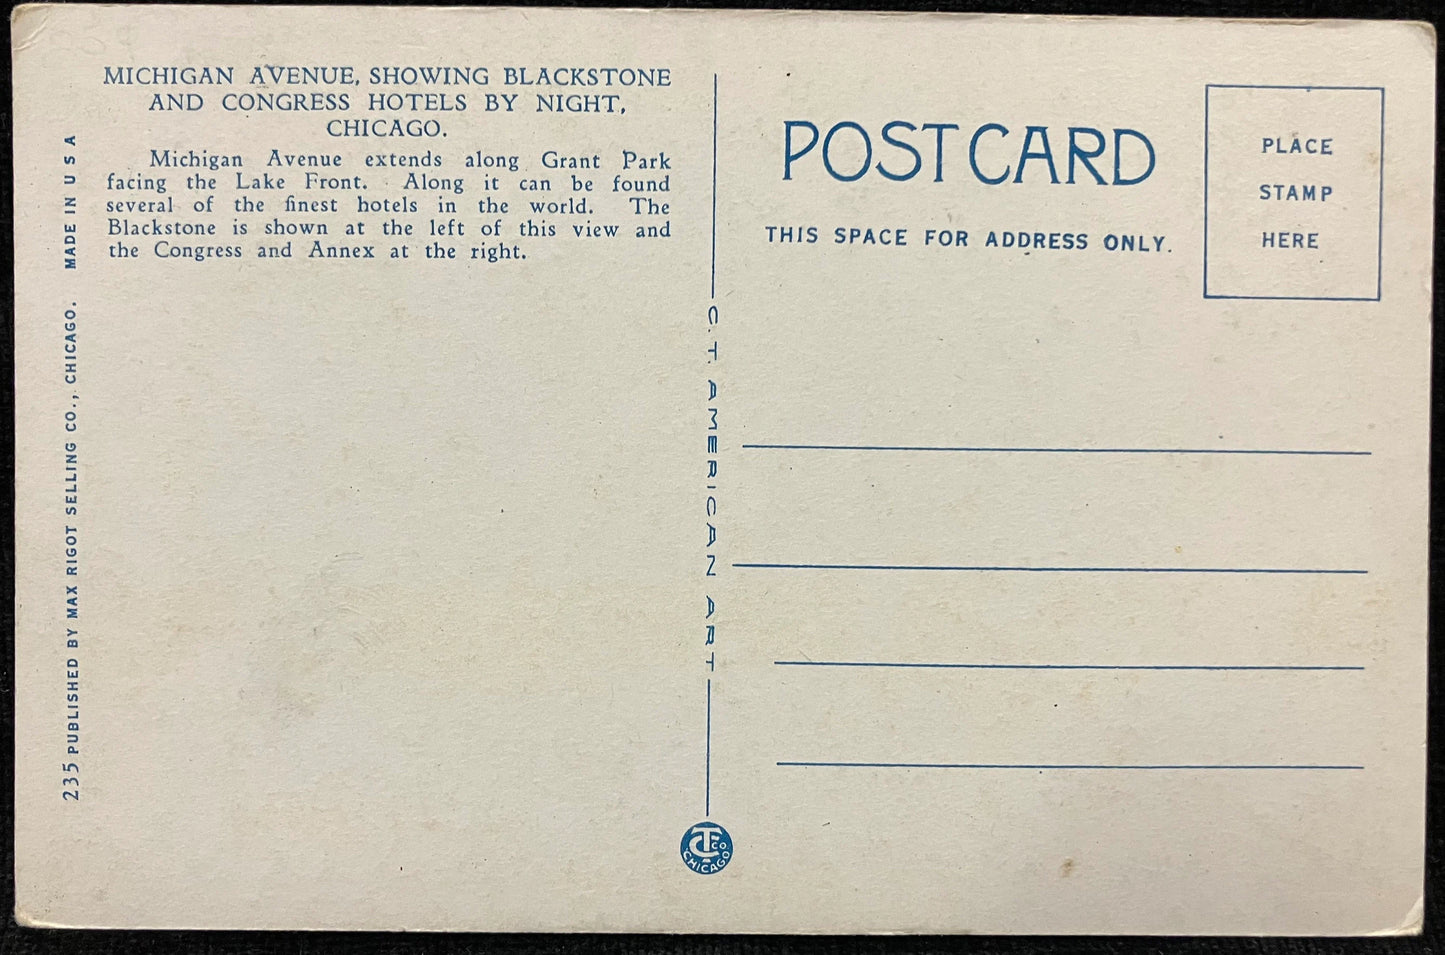 MICHIGAN AVENUE, SHOWING BLACKSTONE
AND CONGRESS HOTELS BY NIGHT,
CHICAGO.
Michigan Avenue extends along Grant Park
facing the Lake Front. Along it can be found
several of the finest hotels in the world. The
Blackstone is shown at the left of this view and
the Congress and Annex at the right.
235 PUBLISHED BY MAX RIGOT SELLING CO., CHICAGO. MADE IN U S A
C. T. AMERICAN ART
CTCO
CHICAGO
POST CARD
THIS SPACE FOR ADDRESS ONLY.
PLACE
STAMP
HERE